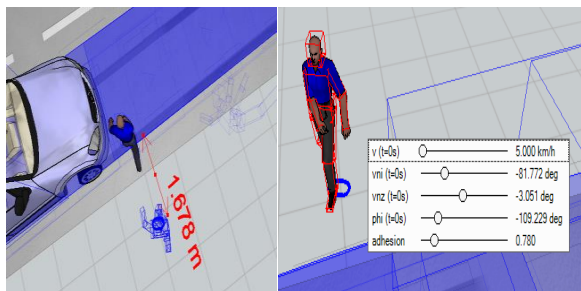 1.678 m
v (t=0s) 5.000 km/h
vni (t=0s) -81.772 deg
vnz (t=0s) -3.051 deg
phi (t=0s) -109.229 deg
adhesion 0.780